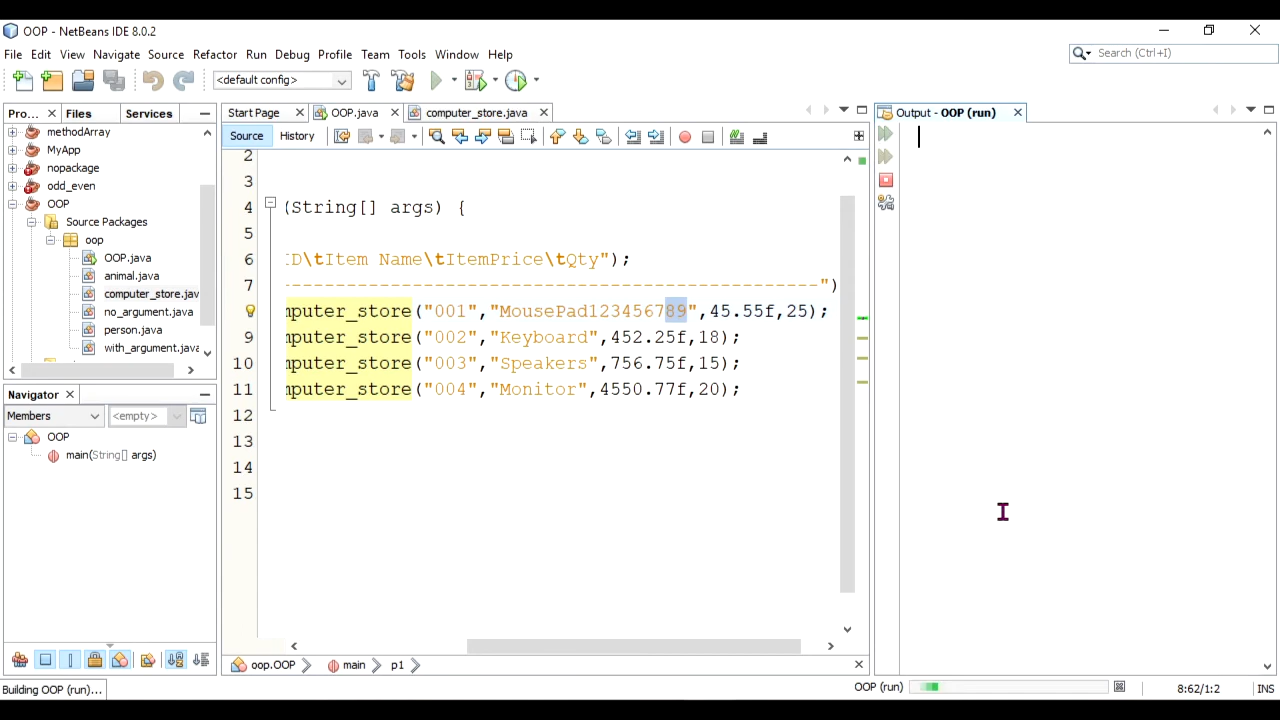 OOP - NetBeans IDE 8.0.2
File Edit View Navigate Source Refactor Run Debug Profile Team Tools Window Help
Search (Ctrl+I)
<default config>
Pro... Files Services
Start Page OOP.java computer_store.java
Output - OOP (run)
methodArray
MyApp
nopackage
odd_even
OOP
Source Packages
oop
OOP.java
animal.java
computer_store.jav
no_argument.java
person.java
with_argument.java
Source History
2
3
4 (String[] args) {
5
6 ID\tItem Name\tItemPrice\tQty");
7 -------------------------------------------------")
mputer_store("001","MousePad123456789",45.55f,25);
9 mputer_store("002","Keyboard",452.25f,18);
10 mputer_store("003","Speakers",756.75f,15);
11 mputer_store("004","Monitor",4550.77f,20);
12
13
14
15
Navigator
Members <empty>
OOP
main(String[] args)
oop.OOP main p1
Building OOP (run)...
OOP (run)
8:62/1:2 INS